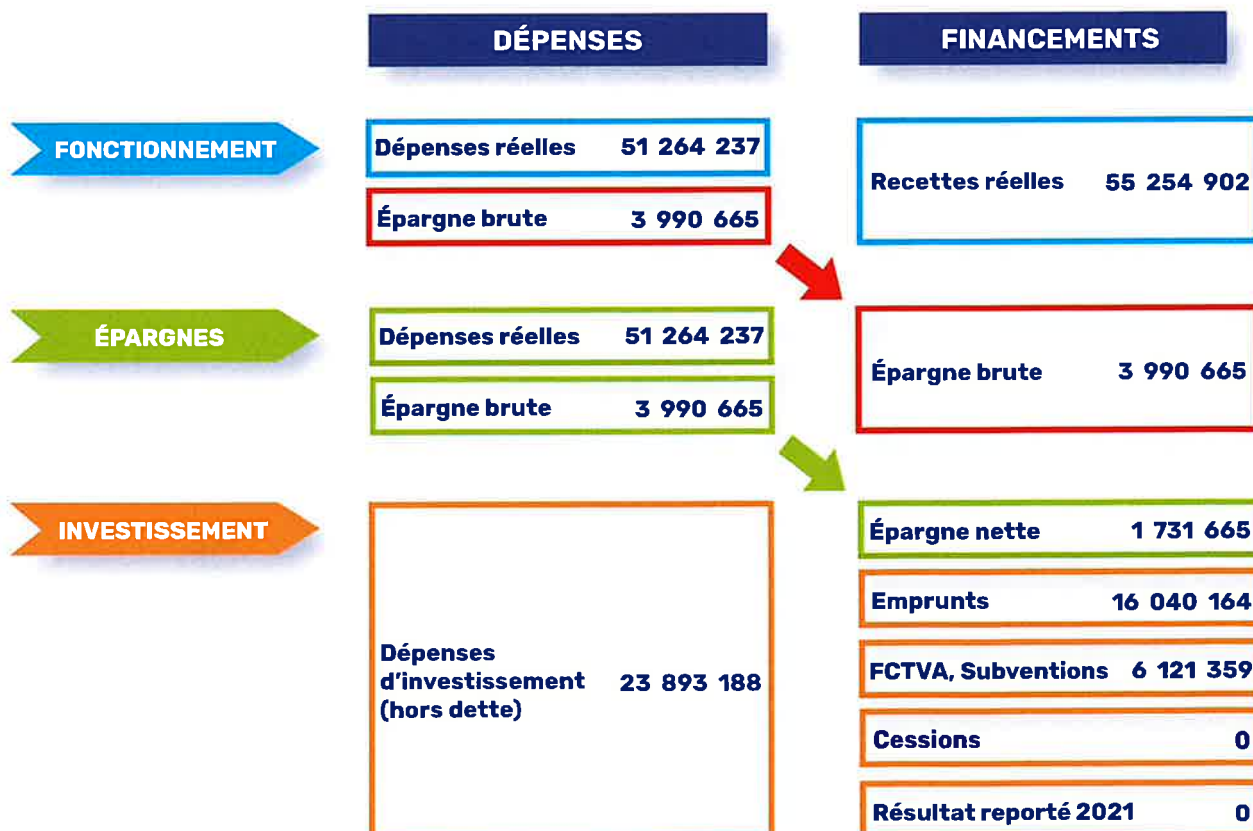 DÉPENSES FINANCEMENTS
FONCTIONNEMENT
Dépenses réelles 51 264 237
Épargne brute 3 990 665
Recettes réelles 55 254 902
ÉPARGNES
Dépenses réelles 51 264 237
Épargne brute 3 990 665
Épargne brute 3 990 665
INVESTISSEMENT
Dépenses
d'investissement 23 893 188
(hors dette)
Épargne nette 1 731 665
Emprunts 16 040 164
FCTVA, Subventions 6 121 359
Cessions 0
Résultat reporté 2021 0